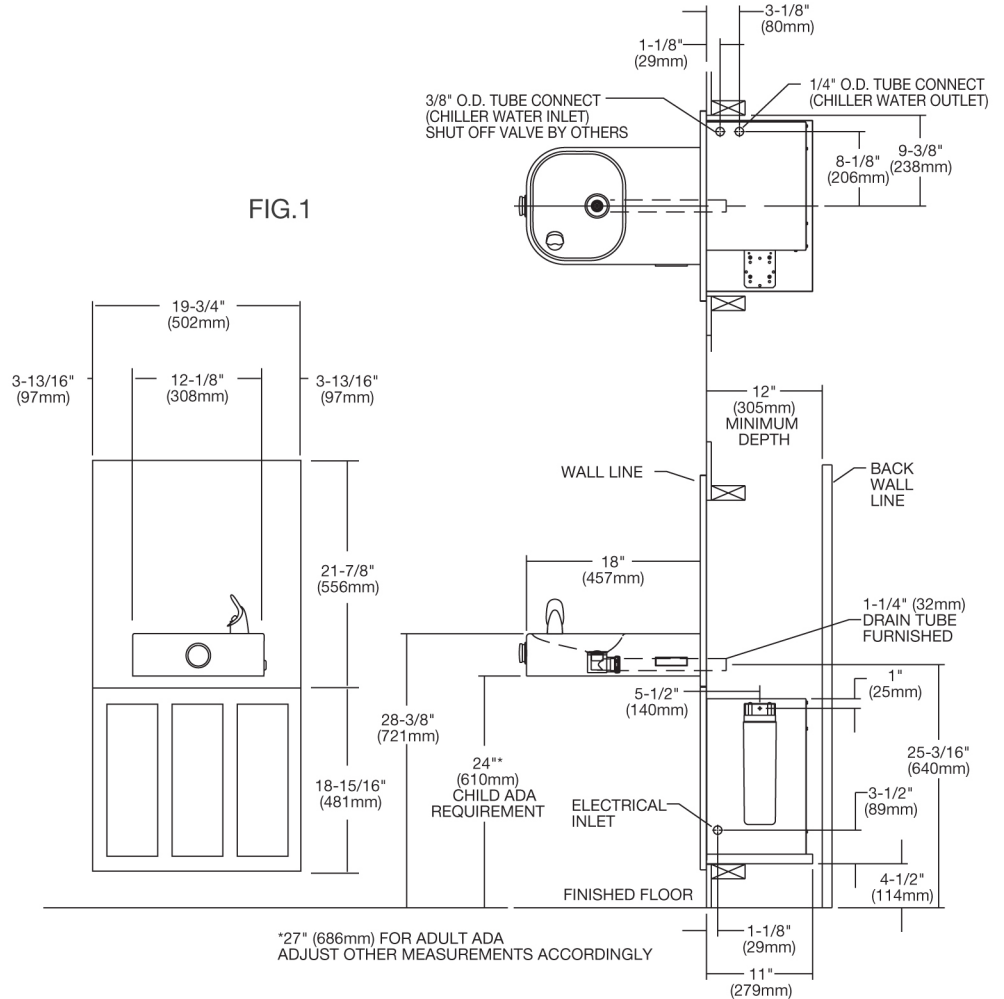 3-1/8"
(80mm)
1-1/8"
(29mm)
1/4" O.D. TUBE CONNECT
(CHILLER WATER OUTLET)
3/8" O.D. TUBE CONNECT
(CHILLER WATER INLET)
SHUT OFF VALVE BY OTHERS
9-3/8"
(238mm)
8-1/8"
(206mm)
FIG.1
19-3/4"
(502mm)
3-13/16"
(97mm)
12-1/8"
(308mm)
3-13/16"
(97mm)
12"
(305mm)
MINIMUM
DEPTH
WALL LINE
BACK
WALL
LINE
21-7/8"
(556mm)
18"
(457mm)
1-1/4" (32mm)
DRAIN TUBE
FURNISHED
1"
(25mm)
5-1/2"
(140mm)
28-3/8"
(721mm)
25-3/16"
(640mm)
24"*
(610mm)
CHILD ADA
REQUIREMENT
18-15/16"
(481mm)
3-1/2"
(89mm)
ELECTRICAL
INLET
4-1/2"
(114mm)
FINISHED FLOOR
1-1/8"
(29mm)
*27" (686mm) FOR ADULT ADA
ADJUST OTHER MEASUREMENTS ACCORDINGLY
11"
(279mm)